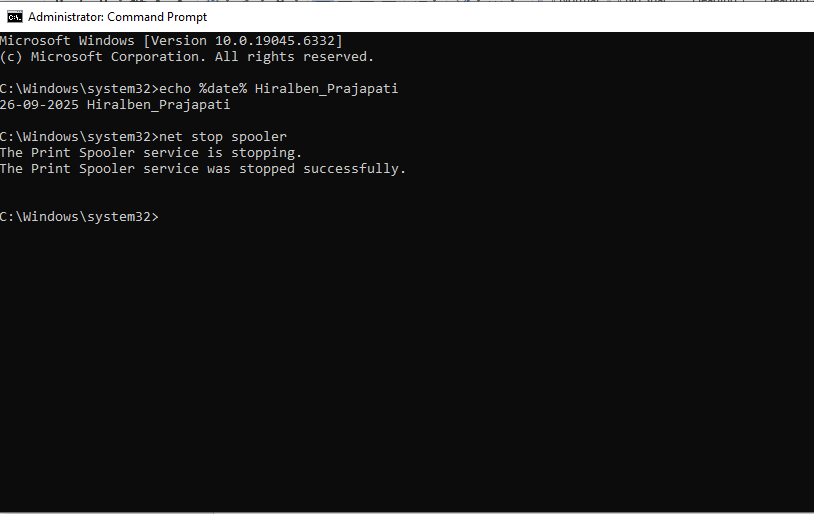 Administrator: Command Prompt
Microsoft Windows [Version 10.0.19045.6332]
(c) Microsoft Corporation. All rights reserved.
C:\Windows\system32>echo %date% Hiralben_Prajapati
26-09-2025 Hiralben_Prajapati
C:\Windows\system32>net stop spooler
The Print Spooler service is stopping.
The Print Spooler service was stopped successfully.
C:\Windows\system32>